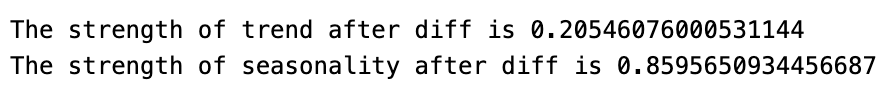 The strength of trend after diff is 0.20546076000531144
The strength of seasonality after diff is 0.8595650934456687